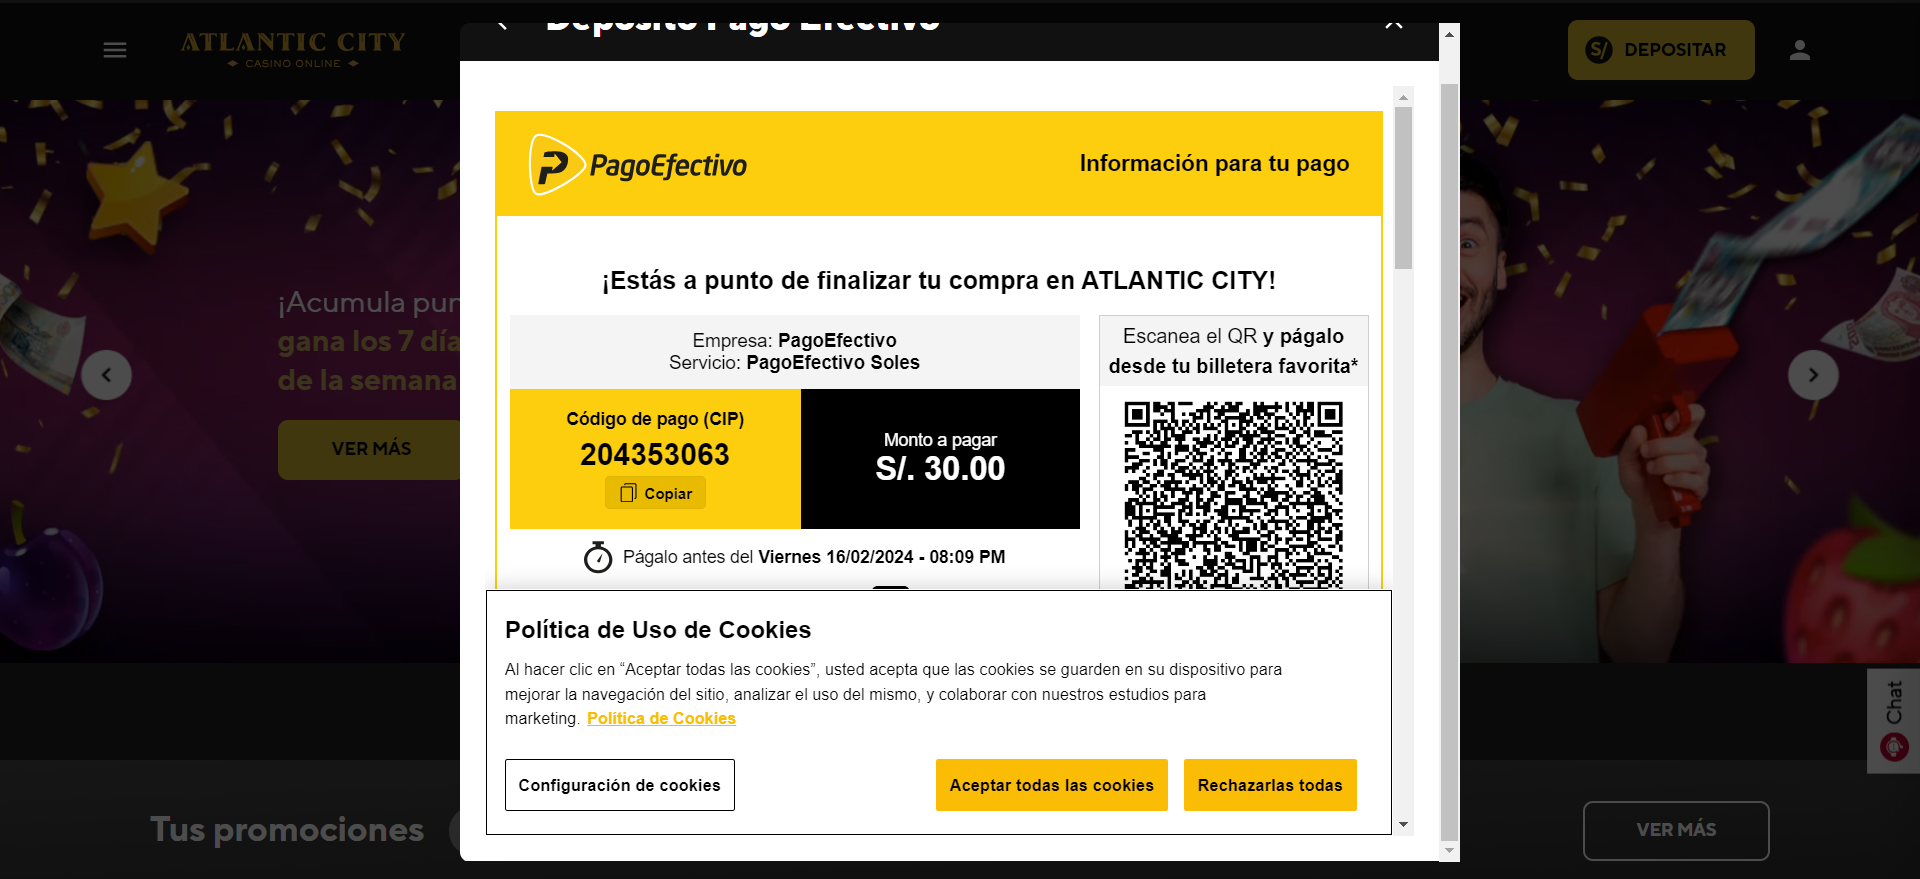 Depósito Pago Efectivo
ATLANTIC CITY
CASINO ONLINE
S/ DEPOSITAR
PagoEfectivo
Información para tu pago
¡Estás a punto de finalizar tu compra en ATLANTIC CITY!
Empresa: PagoEfectivo
Servicio: PagoEfectivo Soles
Código de pago (CIP)
204353063
Copiar
Monto a pagar
S/. 30.00
Escanea el QR y págalo
desde tu billetera favorita*
Págalo antes del Viernes 16/02/2024 - 08:09 PM
¡Acumula
gana los 7
de la semana
VER MÁS
Política de Uso de Cookies
Al hacer clic en “Aceptar todas las cookies”, usted acepta que las cookies se guarden en su dispositivo para
mejorar la navegación del sitio, analizar el uso del mismo, y colaborar con nuestros estudios para
marketing. Política de Cookies
Configuración de cookies
Aceptar todas las cookies
Rechazarlas todas
Chat
Tus promociones
VER MÁS